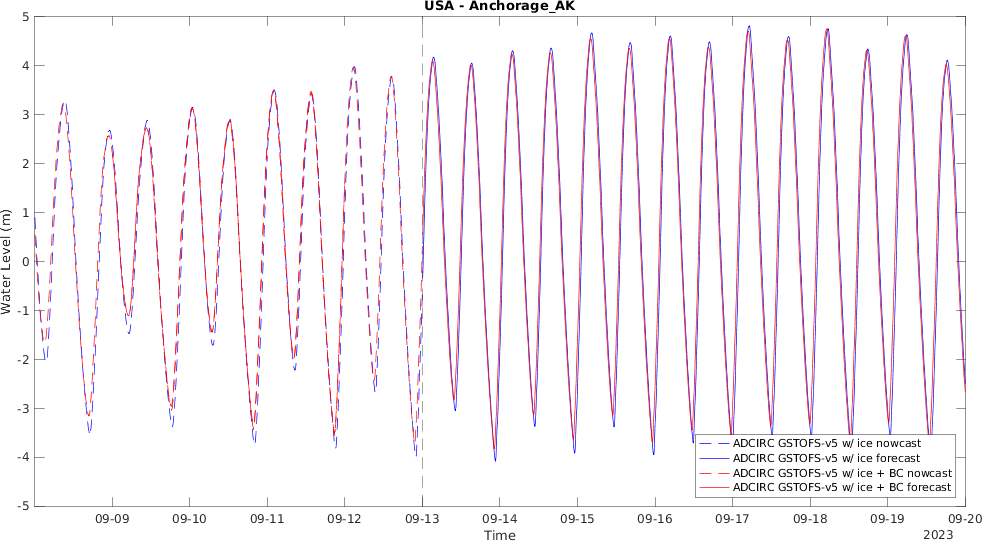 USA - Anchorage_AK
5
4
3
2
1
0
-1
-2
-3
-4
-5
Water Level (m)
ADCIRC GSTOFS-v5 w/ ice nowcast
ADCIRC GSTOFS-v5 w/ ice forecast
ADCIRC GSTOFS-v5 w/ ice + BC nowcast
ADCIRC GSTOFS-v5 w/ ice + BC forecast
09-09 09-10 09-11 09-12 09-13 09-14 09-15 09-16 09-17 09-18 09-19 09-20
Time
2023